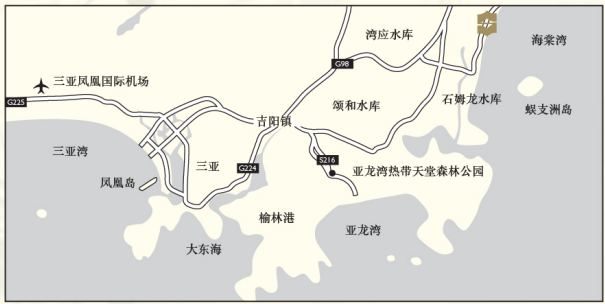 湾应水库
海棠湾
G98
三亚凤凰国际机场
G225
颂和水库
石姆龙水库
蜈支洲岛
吉阳镇
三亚湾
三亚
S216
G224
亚龙湾热带天堂森林公园
凤凰岛
榆林港
亚龙湾
大东海